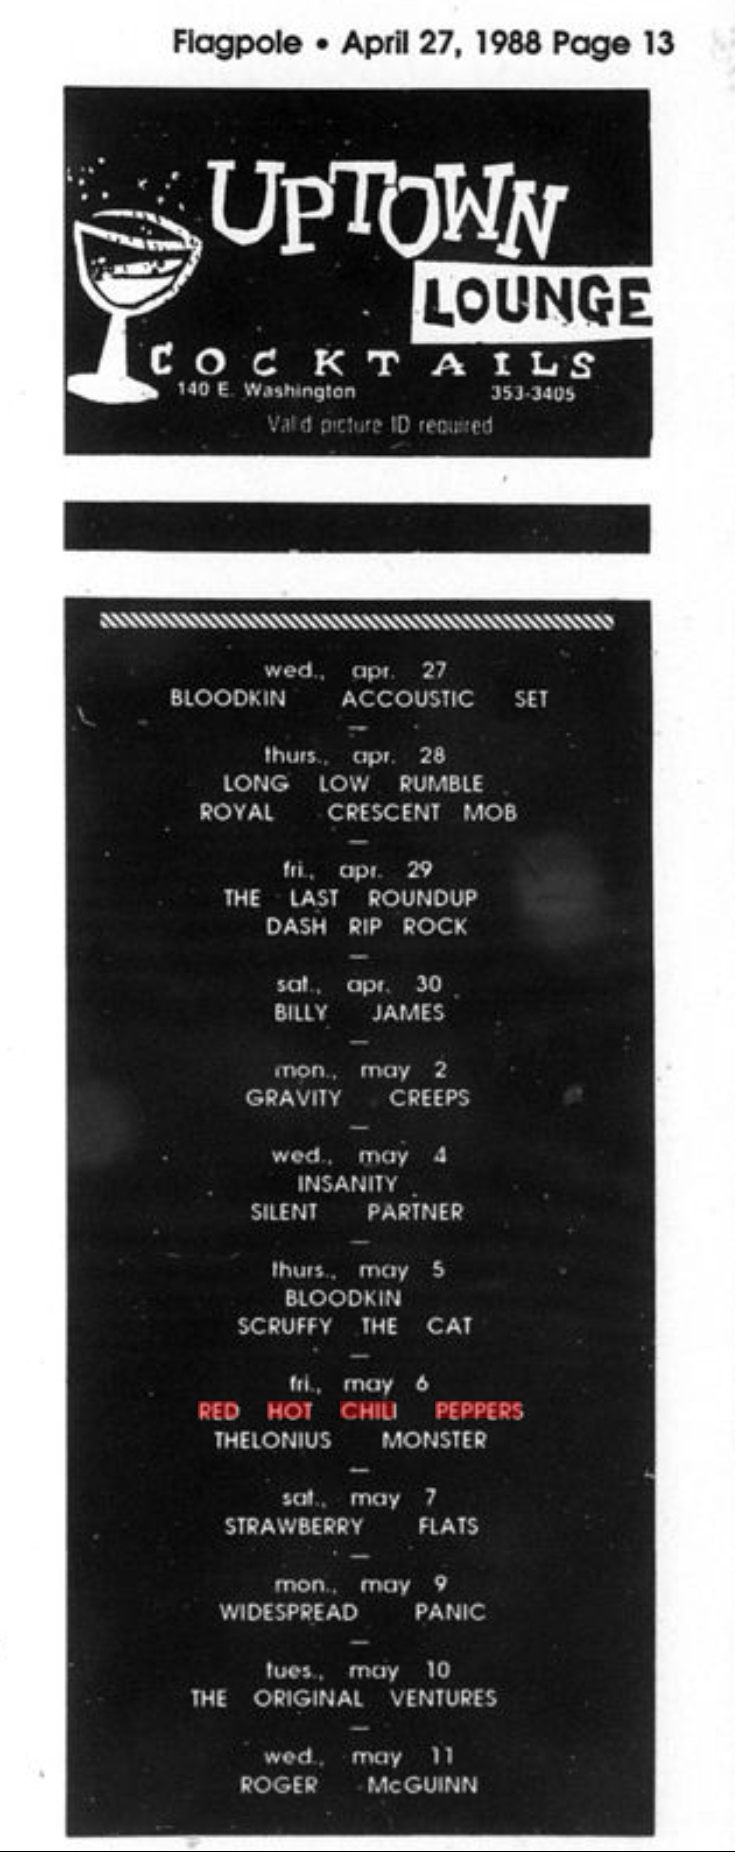 Flagpole • April 27, 1988 Page 13
UPTOWN
LOUNGE
COCKTAILS
140 E. Washington 353-3405
Valid picture ID required
wed., apr. 27
BLOODKIN ACCOUSTIC SET
—
thurs., apr. 28
LONG LOW RUMBLE
ROYAL CRESCENT MOB
—
fri., apr. 29
THE LAST ROUNDUP
DASH RIP ROCK
—
sat., apr. 30
BILLY JAMES
—
mon., may 2
GRAVITY CREEPS
—
wed., may 4
INSANITY
SILENT PARTNER
—
thurs., may 5
BLOODKIN
SCRUFFY THE CAT
—
fri., may 6
RED HOT CHILI PEPPERS
THELONIUS MONSTER
—
sat., may 7
STRAWBERRY FLATS
—
mon., may 9
WIDESPREAD PANIC
—
tues., may 10
THE ORIGINAL VENTURES
—
wed., may 11
ROGER McGUINN